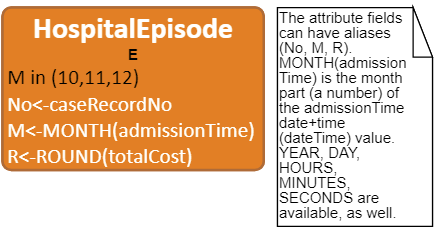 HospitalEpisode
E
M in (10,11,12)
No<-caseRecordNo
M<-MONTH(admissionTime)
R<-ROUND(totalCost)
The attribute fields
can have aliases
(No, M, R).
MONTH(admission
Time) is the month
part (a number) of
the admissionTime
date+time
(dateTime) value.
YEAR, DAY,
HOURS,
MINUTES,
SECONDS are
available, as well.